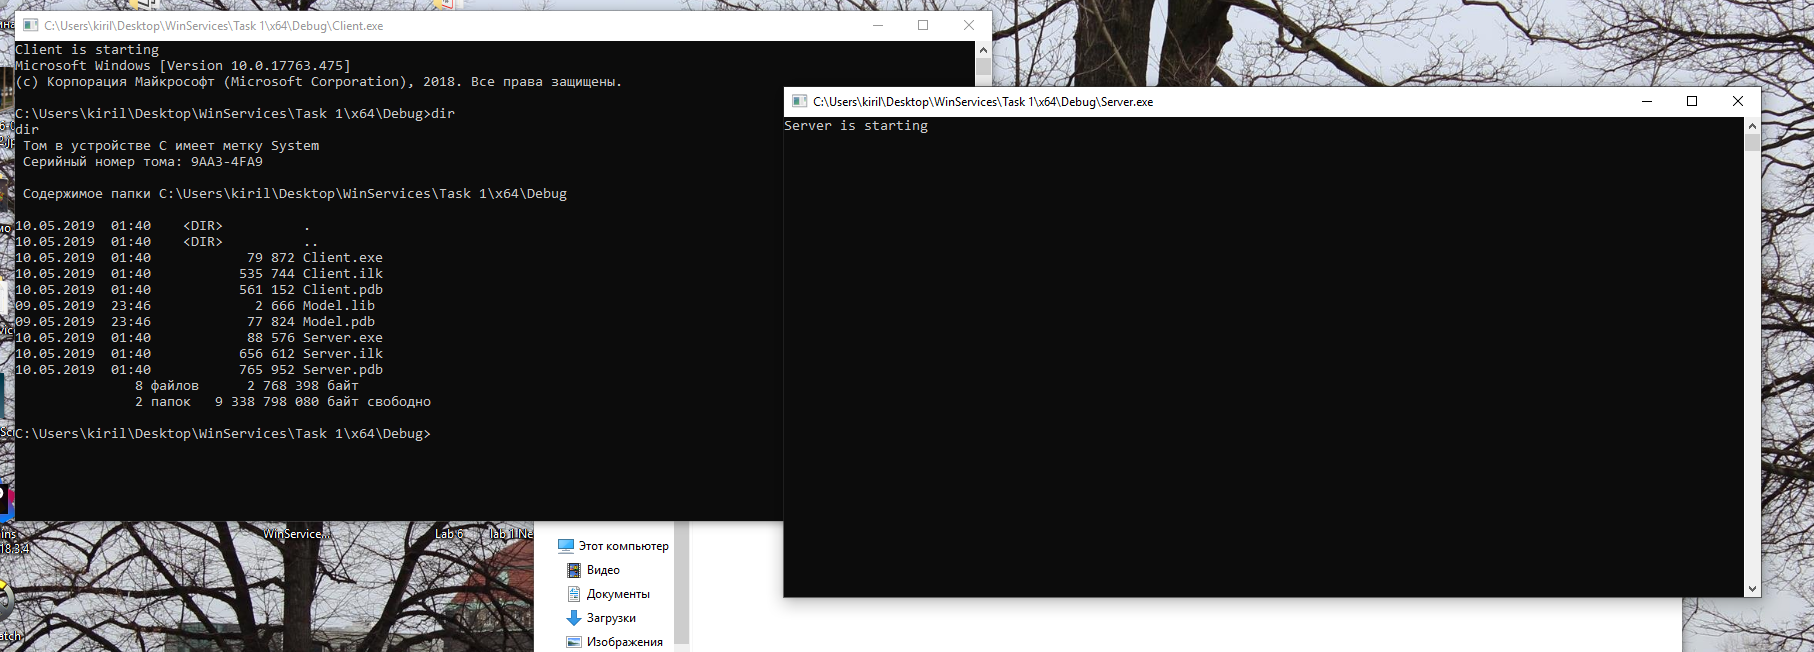 C:\Users\kiril\Desktop\WinServices\Task 1\x64\Debug\Client.exe
Client is starting
Microsoft Windows [Version 10.0.17763.475]
(c) Корпорация Майкрософт (Microsoft Corporation), 2018. Все права защищены.
C:\Users\kiril\Desktop\WinServices\Task 1\x64\Debug>dir
dir
Том в устройстве C имеет метку System
Серийный номер тома: 9AA3-4FA9
Содержимое папки C:\Users\kiril\Desktop\WinServices\Task 1\x64\Debug
10.05.2019 01:40 <DIR> .
10.05.2019 01:40 <DIR> ..
10.05.2019 01:40 79 872 Client.exe
10.05.2019 01:40 535 744 Client.ilk
10.05.2019 01:40 561 152 Client.pdb
09.05.2019 23:46 2 666 Model.lib
09.05.2019 23:46 77 824 Model.pdb
10.05.2019 01:40 88 576 Server.exe
10.05.2019 01:40 656 612 Server.ilk
10.05.2019 01:40 765 952 Server.pdb
8 файлов 2 768 398 байт
2 папок 9 338 798 080 байт свободно
C:\Users\kiril\Desktop\WinServices\Task 1\x64\Debug>
C:\Users\kiril\Desktop\WinServices\Task 1\x64\Debug\Server.exe
Server is starting
WinService...
Lab 6
lab 1 Ne
18.3.4
Этот компьютер
Видео
Документы
Загрузки
Изображения